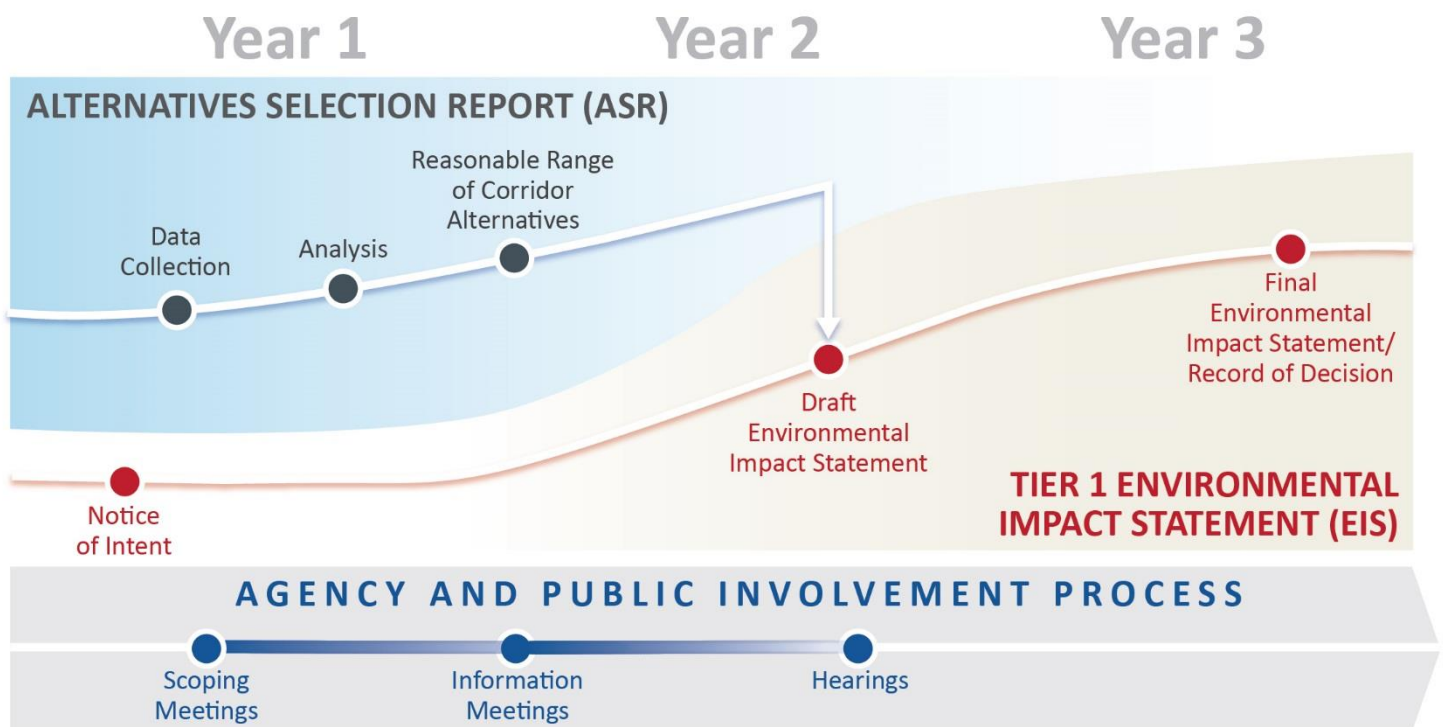 Year 1
Year 2
Year 3
ALTERNATIVES SELECTION REPORT (ASR)
Data
Collection
Analysis
Reasonable Range
of Corridor
Alternatives
Notice
of Intent
Draft
Environmental
Impact Statement
Final
Environmental
Impact Statement/
Record of Decision
TIER 1 ENVIRONMENTAL
IMPACT STATEMENT (EIS)
AGENCY AND PUBLIC INVOLVEMENT PROCESS
Scoping
Meetings
Information
Meetings
Hearings